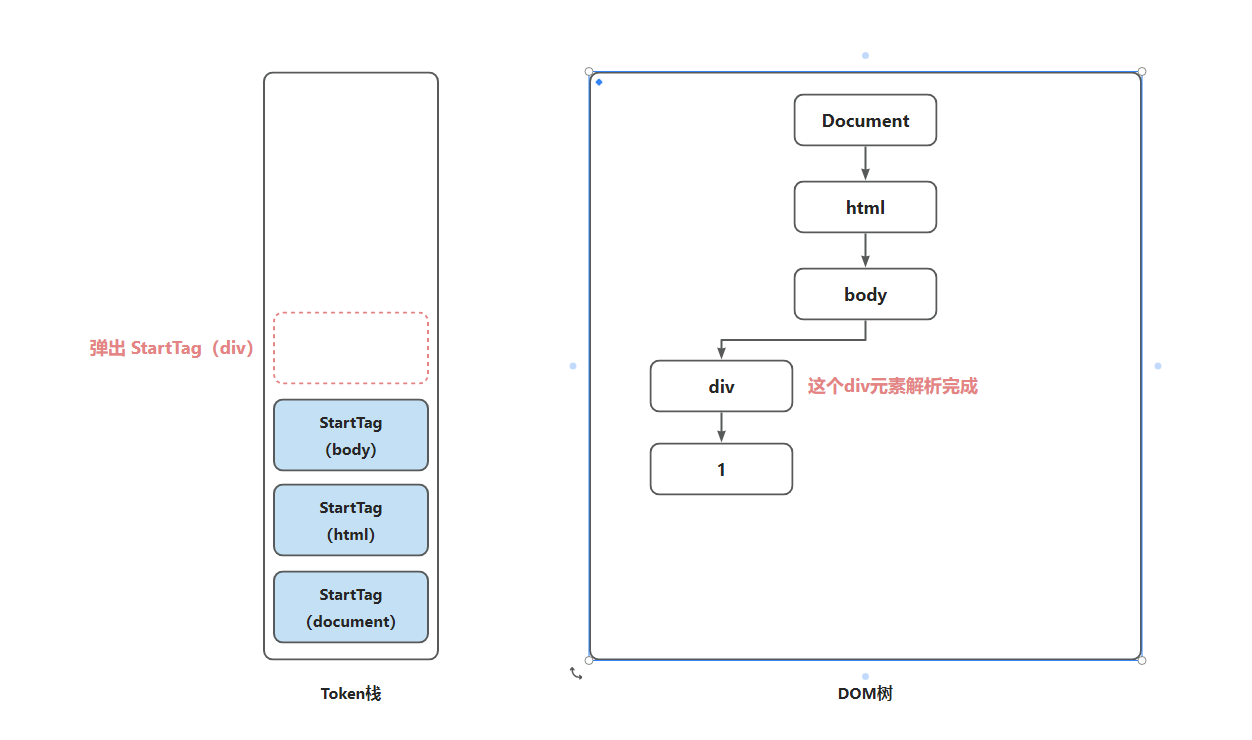 弹出 StartTag（div）
StartTag
（body）
StartTag
（html）
StartTag
（document）
Token栈
Document
html
body
div
这个div元素解析完成
1
DOM树